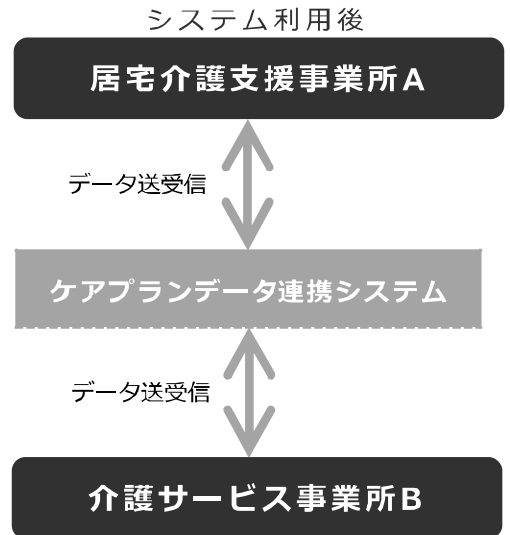 システム利用後
居宅介護支援事業所A
データ送受信
ケアプランデータ連携システム
データ送受信
介護サービス事業所B